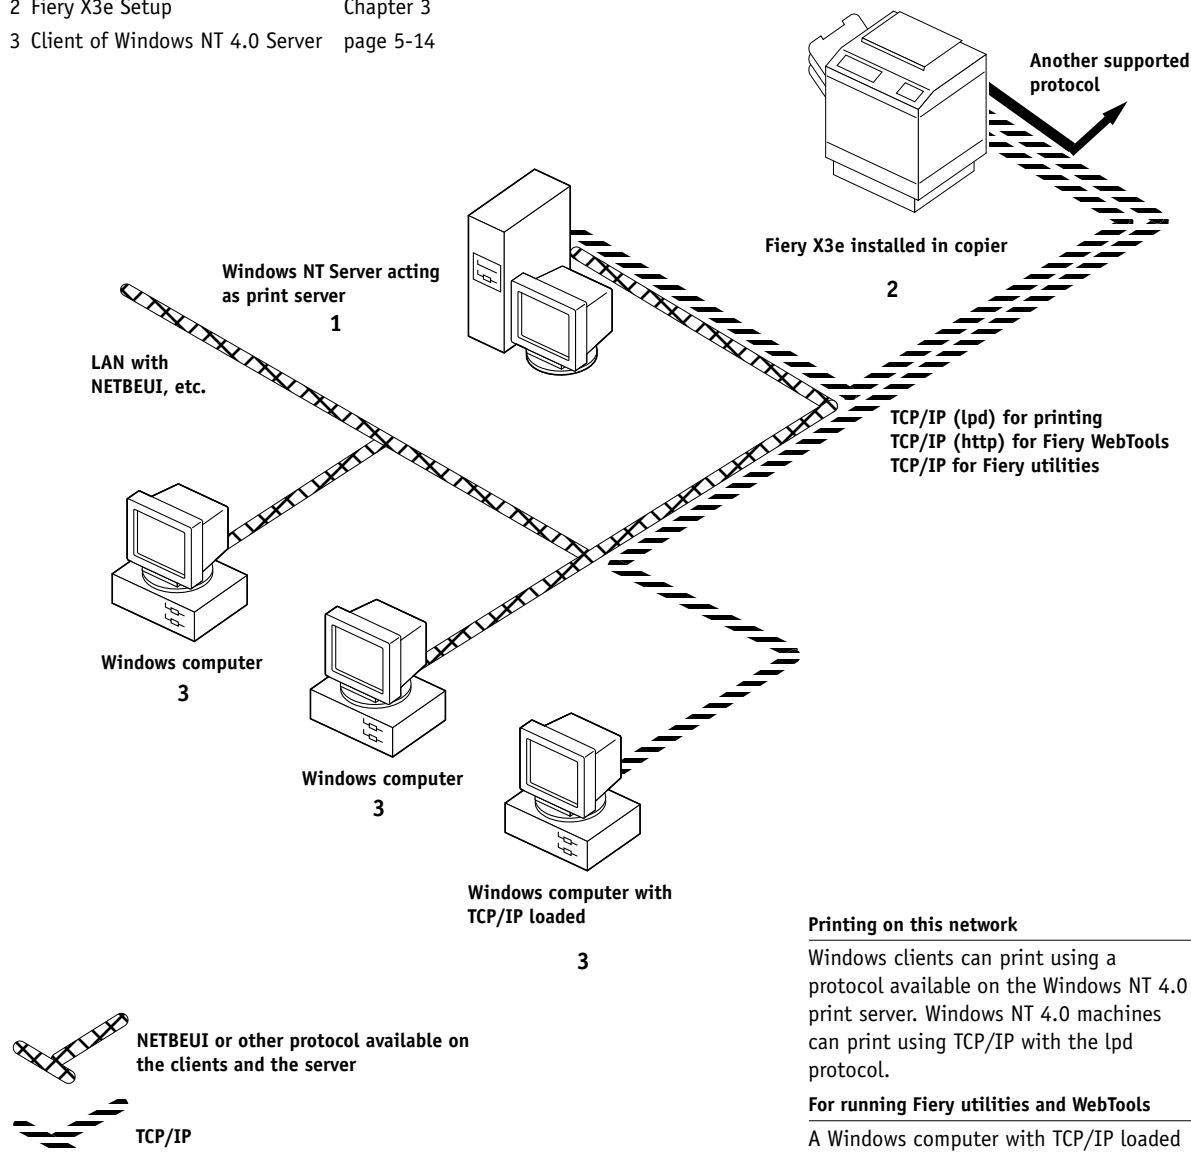 2 Fiery X3e Setup Chapter 3
3 Client of Windows NT 4.0 Server page 5-14
Another supported
protocol
Fiery X3e installed in copier
2
Windows NT Server acting
as print server
1
LAN with
NETBEUI, etc.
TCP/IP (lpd) for printing
TCP/IP (http) for Fiery WebTools
TCP/IP for Fiery utilities
Windows computer
3
Windows computer
3
Windows computer with
TCP/IP loaded
3
Printing on this network
Windows clients can print using a
protocol available on the Windows NT 4.0
print server. Windows NT 4.0 machines
can print using TCP/IP with the lpd
protocol.
For running Fiery utilities and WebTools
A Windows computer with TCP/IP loaded
NETBEUI or other protocol available on
the clients and the server
TCP/IP